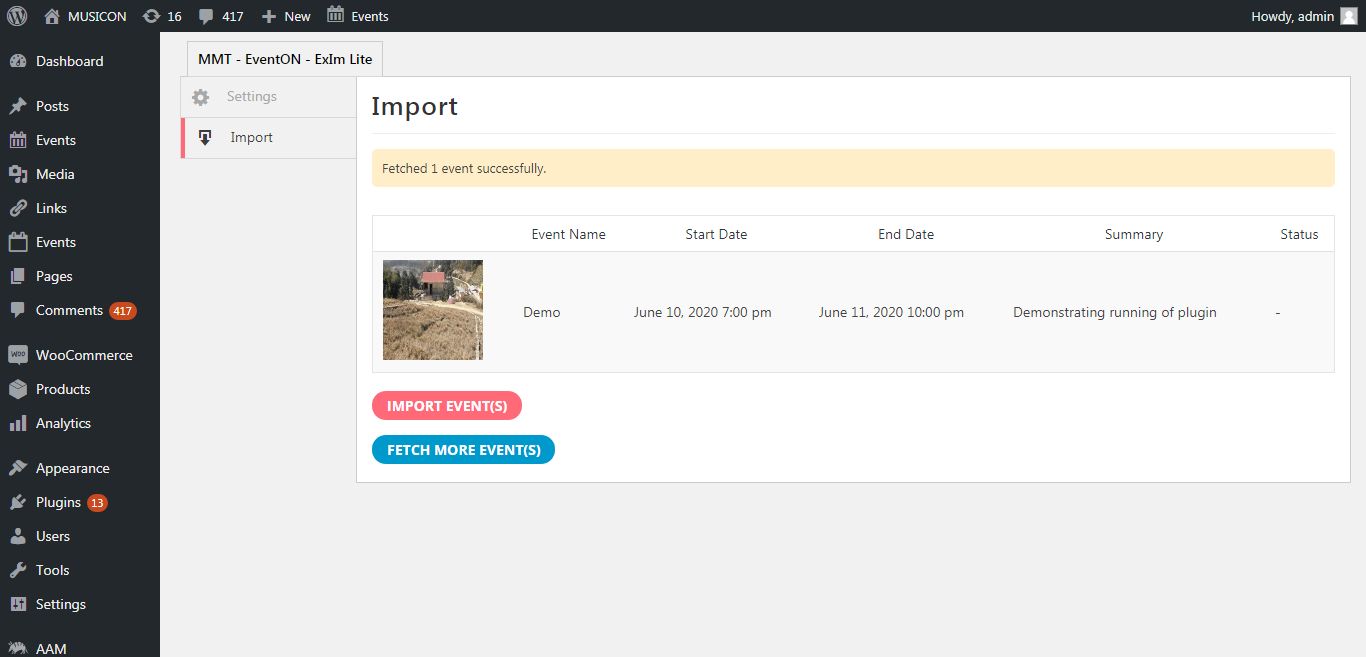 MUSICON 16 417 New Events Howdy, admin
Dashboard
Posts
Events
Media
Links
Events
Pages
Comments 417
WooCommerce
Products
Analytics
Appearance
Plugins 13
Users
Tools
Settings
AAM
MMT - EventON - ExIm Lite
Settings
Import
Import
Fetched 1 event successfully.
Event Name Start Date End Date Summary Status
Demo June 10, 2020 7:00 pm June 11, 2020 10:00 pm Demonstrating running of plugin -
IMPORT EVENT(S)
FETCH MORE EVENT(S)